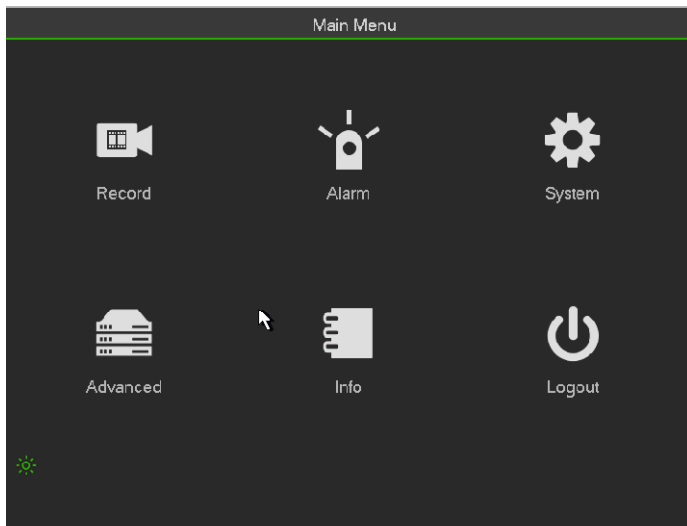 Main Menu
Record
Alarm
System
Advanced
Info
Logout